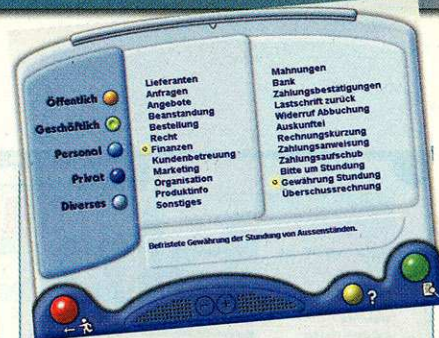 Öffentlich
Geschöftlich
Personal
Privat
Diverses
Lieferanten
Anfragen
Angebote
Beanstandung
Bestellung
Recht
Finanzen
Kundenbetreuung
Marketing
Organisation
Produktinfo
Sonstiges
Mahnungen
Bank
Zahlungsbestätigungen
Lastschrift zurück
Widerruf Abbuchung
Auskunftei
Rechnungskürzung
Zahlungsanweisung
Zahlungsaufschub
Bitte um Stundung
Gewährung Stundung
Überschussrechnung
Befristete Gewährung der Stundung von Aussenständen.
?